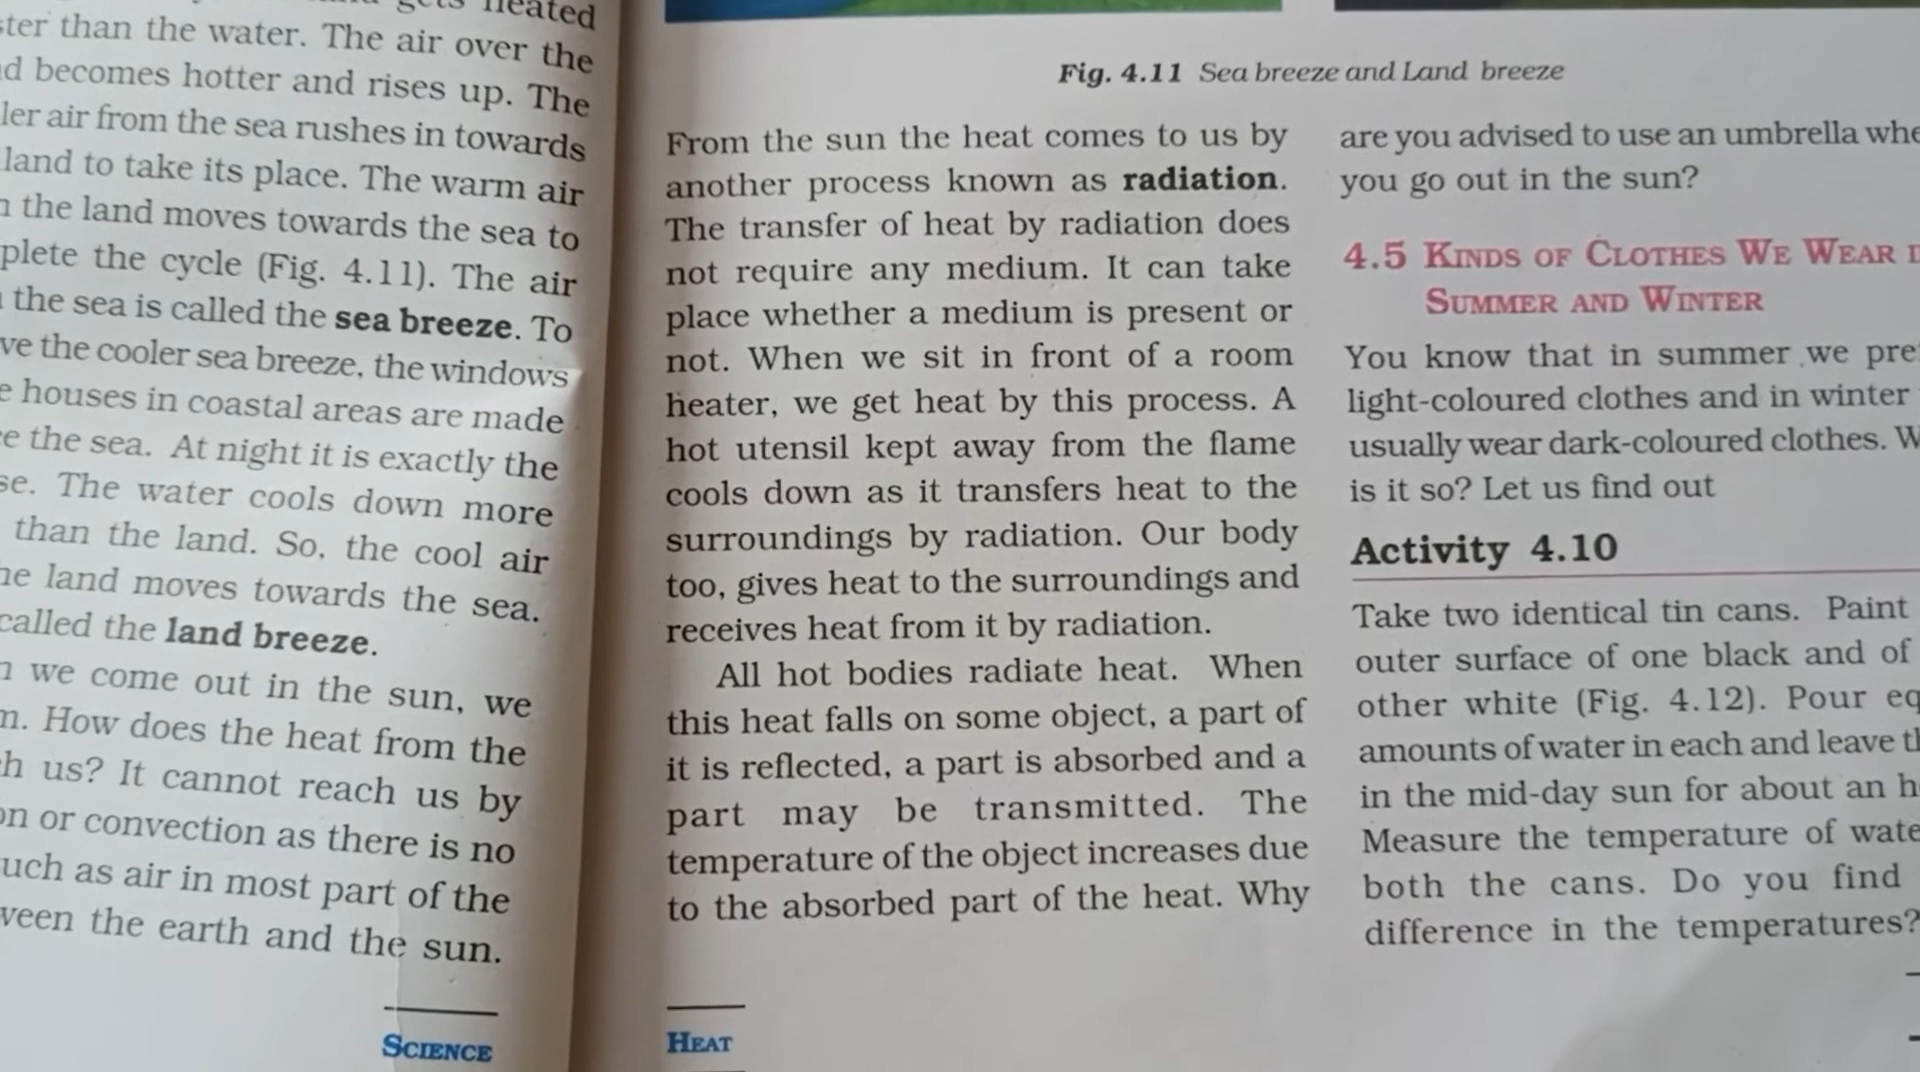 heated
than the water. The air over the
becomes hotter and rises up. The
air from the sea rushes in towards
land to take its place. The warm air
the land moves towards the sea to
the cycle (Fig. 4.11). The air
the sea is called the sea breeze. To
the cooler sea breeze, the windows
houses in coastal areas are made
the sea. At night it is exactly the
The water cools down more
than the land. So, the cool air
land moves towards the sea.
called the land breeze.
we come out in the sun, we
How does the heat from the
us? It cannot reach us by
or convection as there is no
as air in most part of the
the earth and the sun.
SCIENCE
Fig. 4.11 Sea breeze and Land breeze
From the sun the heat comes to us by
another process known as radiation.
The transfer of heat by radiation does
not require any medium. It can take
place whether a medium is present or
not. When we sit in front of a room
heater, we get heat by this process. A
hot utensil kept away from the flame
cools down as it transfers heat to the
surroundings by radiation. Our body
too, gives heat to the surroundings and
receives heat from it by radiation.
All hot bodies radiate heat. When
this heat falls on some object, a part of
it is reflected, a part is absorbed and a
part may be transmitted. The
temperature of the object increases due
to the absorbed part of the heat. Why
HEAT
are you advised to use an umbrella
you go out in the sun?
4.5 KINDS OF CLOTHES WE WEAR
SUMMER AND WINTER
You know that in summer we
light-coloured clothes and in winter
usually wear dark-coloured clothes.
is it so? Let us find out
Activity 4.10
Take two identical tin cans. Paint
outer surface of one black and of
other white (Fig. 4.12). Pour
amounts of water in each and leave
in the mid-day sun for about an
Measure the temperature of
both the cans. Do you find
difference in the temperatures?